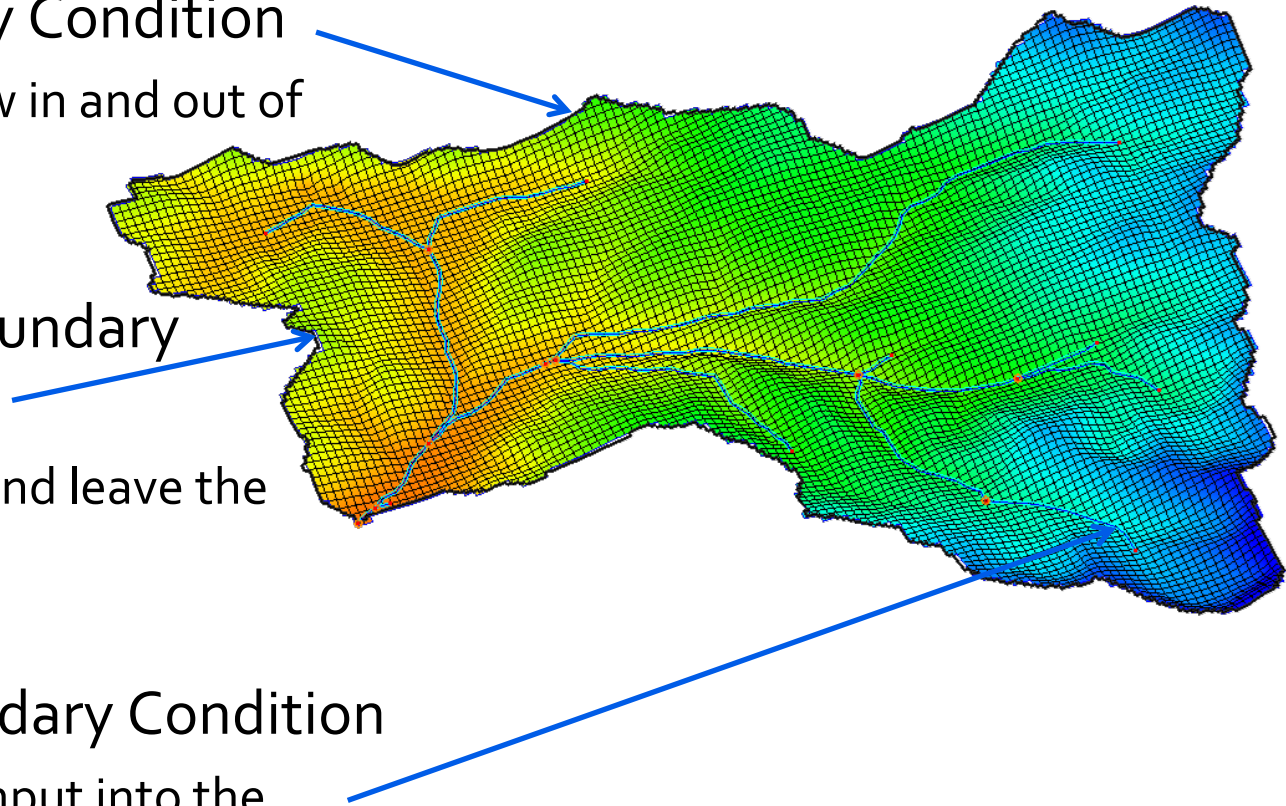 y Condition
w in and out of
undary
nd leave the
dary Condition
nput into the